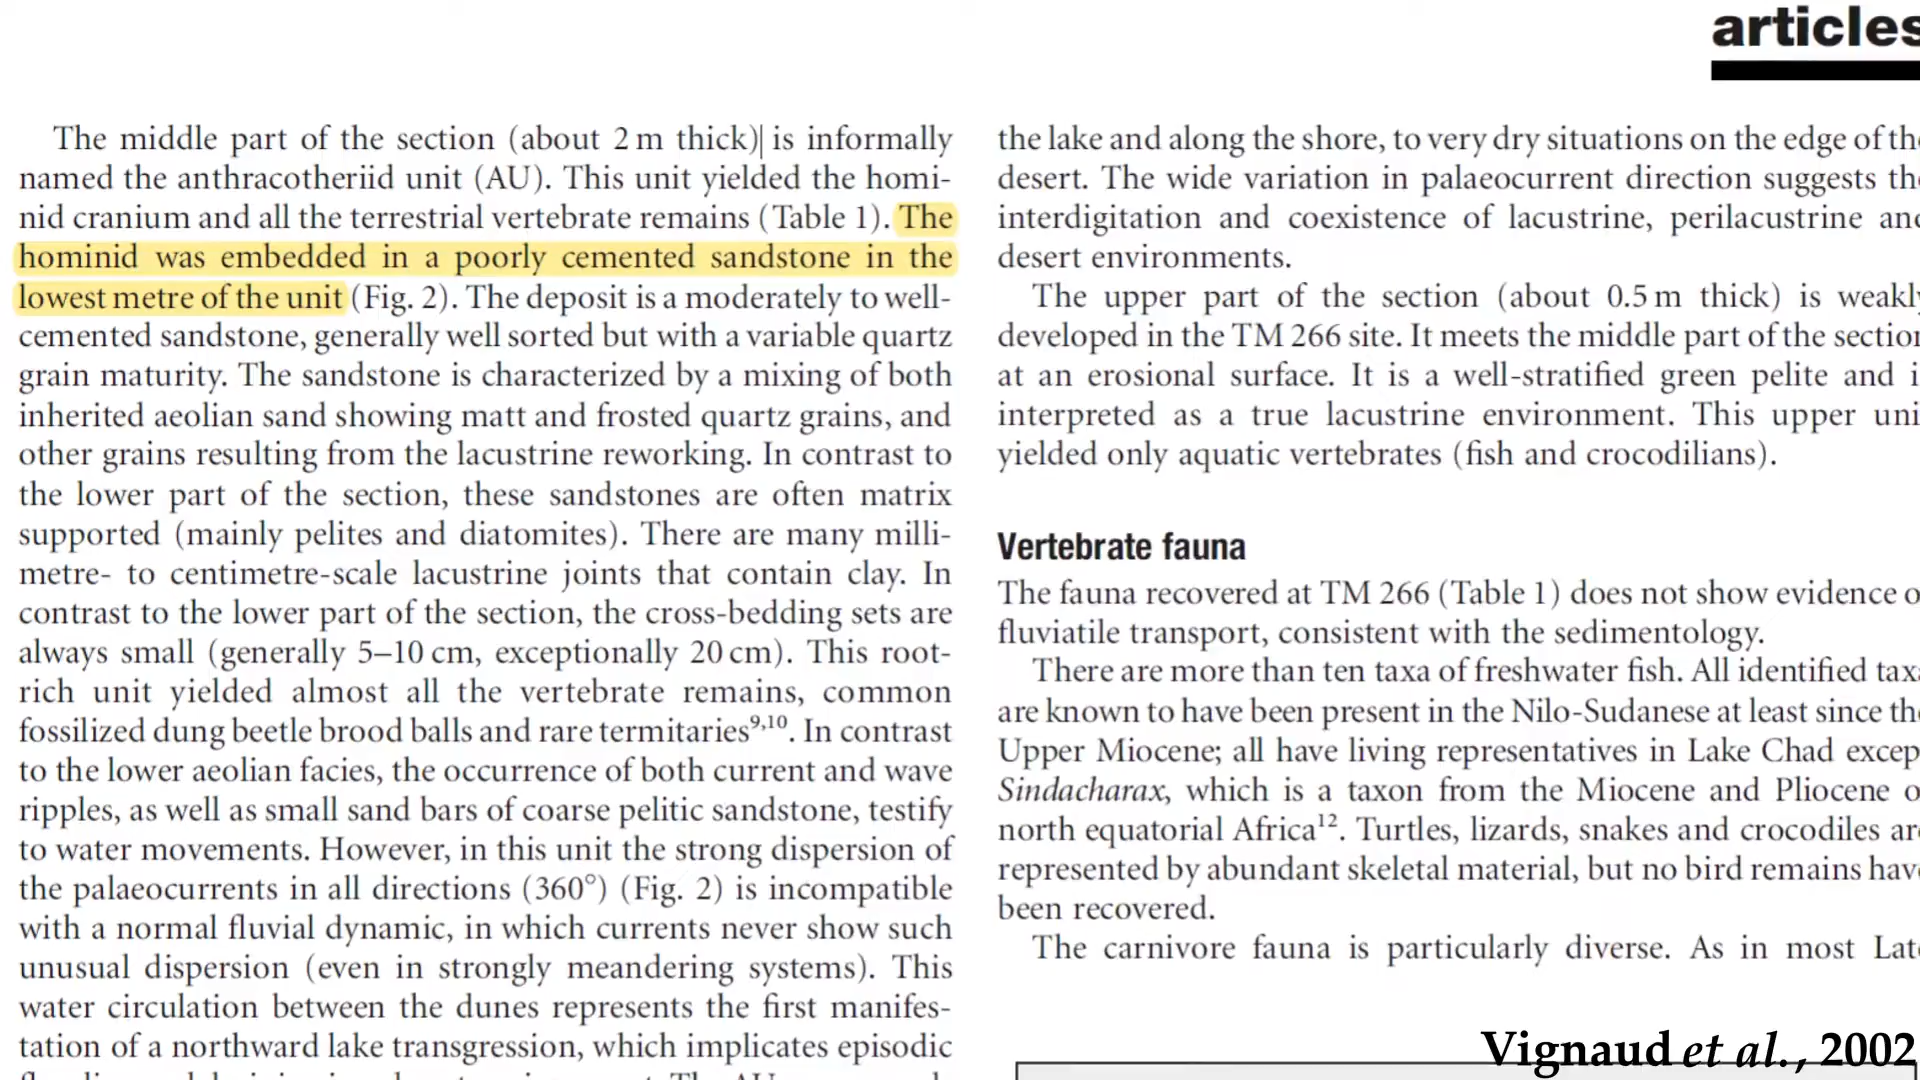 articles
The middle part of the section (about 2 m thick) is informally
named the anthracotheriid unit (AU). This unit yielded the homi-
nid cranium and all the terrestrial vertebrate remains (Table 1). The
hominid was embedded in a poorly cemented sandstone in the
lowest metre of the unit (Fig. 2). The deposit is a moderately to well-
cemented sandstone, generally well sorted but with a variable quartz
grain maturity. The sandstone is characterized by a mixing of both
inherited aeolian sand showing matt and frosted quartz grains, and
other grains resulting from the lacustrine reworking. In contrast to
the lower part of the section, these sandstones are often matrix
supported (mainly pelites and diatomites). There are many milli-
metre- to centimetre-scale lacustrine joints that contain clay. In
contrast to the lower part of the section, the cross-bedding sets are
always small (generally 5–10 cm, exceptionally 20 cm). This root-
rich unit yielded almost all the vertebrate remains, common
fossilized dung beetle brood balls and rare termitaries9,10. In contrast
to the lower aeolian facies, the occurrence of both current and wave
ripples, as well as small sand bars of coarse pelitic sandstone, testify
to water movements. However, in this unit the strong dispersion of
the palaeocurrents in all directions (360°) (Fig. 2) is incompatible
with a normal fluvial dynamic, in which currents never show such
unusual dispersion (even in strongly meandering systems). This
water circulation between the dunes represents the first manifes-
tation of a northward lake transgression, which implicates episodic
the lake and along the shore, to very dry situations on the edge of the
desert. The wide variation in palaeocurrent direction suggests the
interdigitation and coexistence of lacustrine, perilacustrine and
desert environments.
The upper part of the section (about 0.5 m thick) is weakly
developed in the TM 266 site. It meets the middle part of the section
at an erosional surface. It is a well-stratified green pelite and i
interpreted as a true lacustrine environment. This upper uni
yielded only aquatic vertebrates (fish and crocodilians).
Vertebrate fauna
The fauna recovered at TM 266 (Table 1) does not show evidence o
fluviatile transport, consistent with the sedimentology.
There are more than ten taxa of freshwater fish. All identified tax
are known to have been present in the Nilo-Sudanese at least since the
Upper Miocene; all have living representatives in Lake Chad excep
Sindacharax, which is a taxon from the Miocene and Pliocene o
north equatorial Africa12. Turtles, lizards, snakes and crocodiles are
represented by abundant skeletal material, but no bird remains have
been recovered.
The carnivore fauna is particularly diverse. As in most Late
Vignaud et al., 2002